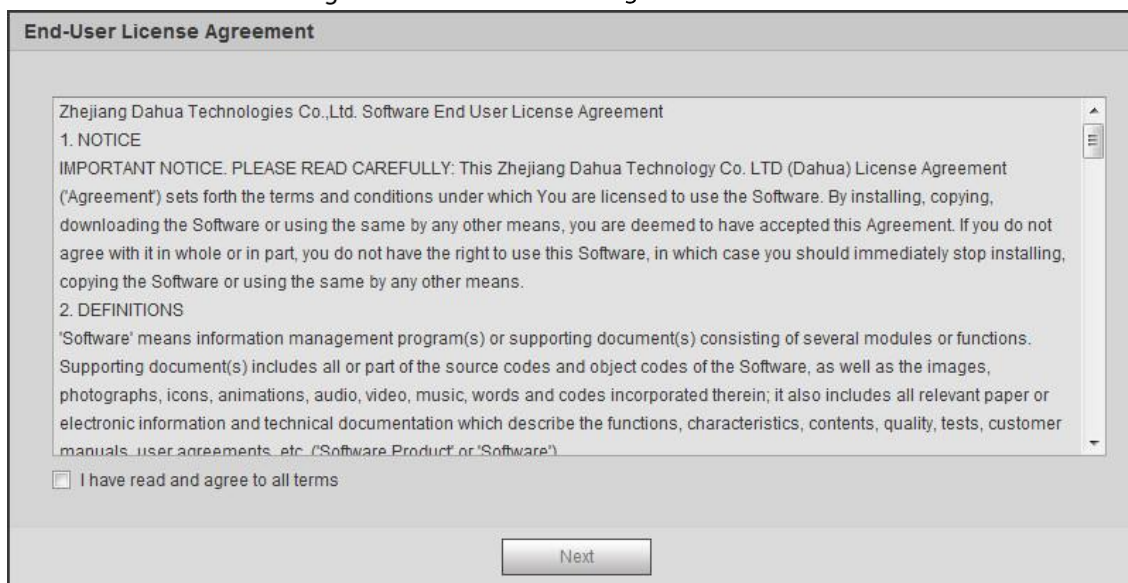 End-User License Agreement
Zhejiang Dahua Technologies Co.,Ltd. Software End User License Agreement
1. NOTICE
IMPORTANT NOTICE. PLEASE READ CAREFULLY: This Zhejiang Dahua Technology Co. LTD (Dahua) License Agreement
('Agreement') sets forth the terms and conditions under which You are licensed to use the Software. By installing, copying,
downloading the Software or using the same by any other means, you are deemed to have accepted this Agreement. If you do not
agree with it in whole or in part, you do not have the right to use this Software, in which case you should immediately stop installing,
copying the Software or using the same by any other means.
2. DEFINITIONS
'Software' means information management program(s) or supporting document(s) consisting of several modules or functions.
Supporting document(s) includes all or part of the source codes and object codes of the Software, as well as the images,
photographs, icons, animations, audio, video, music, words and codes incorporated therein; it also includes all relevant paper or
electronic information and technical documentation which describe the functions, characteristics, contents, quality, tests, customer
manuals, user agreements, etc. ('Software Product' or 'Software')
I have read and agree to all terms
Next